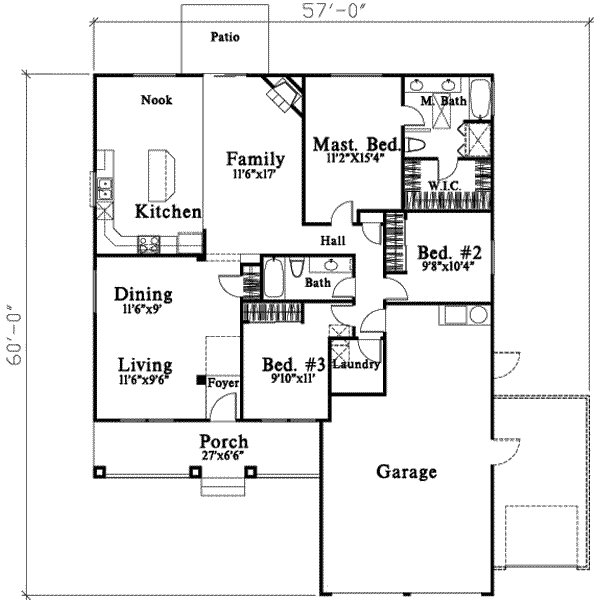 57'-0"
Patio
Nook
M. Bath
Family
11'6"x17'
Mast. Bed.
11'2"X15'4"
W.I.C.
Kitchen
Hall
Bed. #2
9'8"x10'4"
Bath
Dining
11'6"x9'
60'-0"
Living
11'6"x9'6"
Foyer
Bed. #3
9'10"x11'
Laundry
Porch
27'x6'6"
Garage